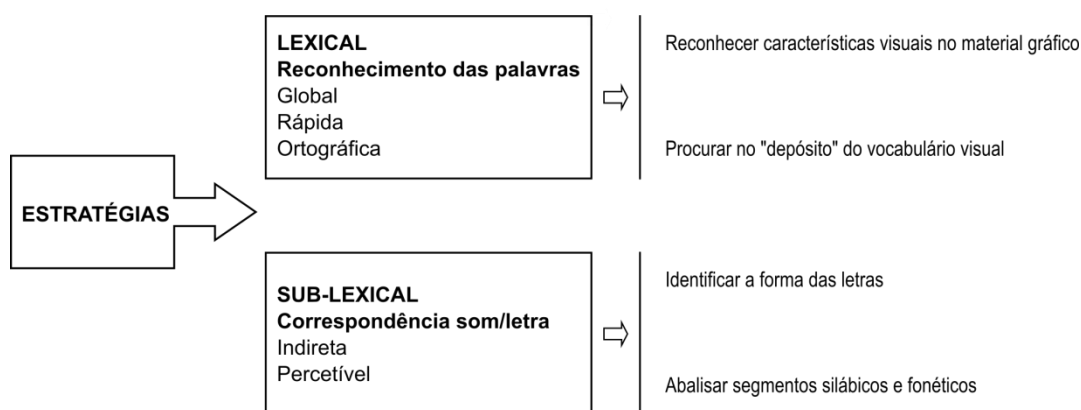 ESTRATÉGIAS
LEXICAL
Reconhecimento das palavras
Global
Rápida
Ortográfica
Reconhecer características visuais no material gráfico
Procurar no "depósito" do vocabulário visual
SUB-LEXICAL
Correspondência som/letra
Indireta
Percetível
Identificar a forma das letras
Abalisar segmentos silábicos e fonéticos